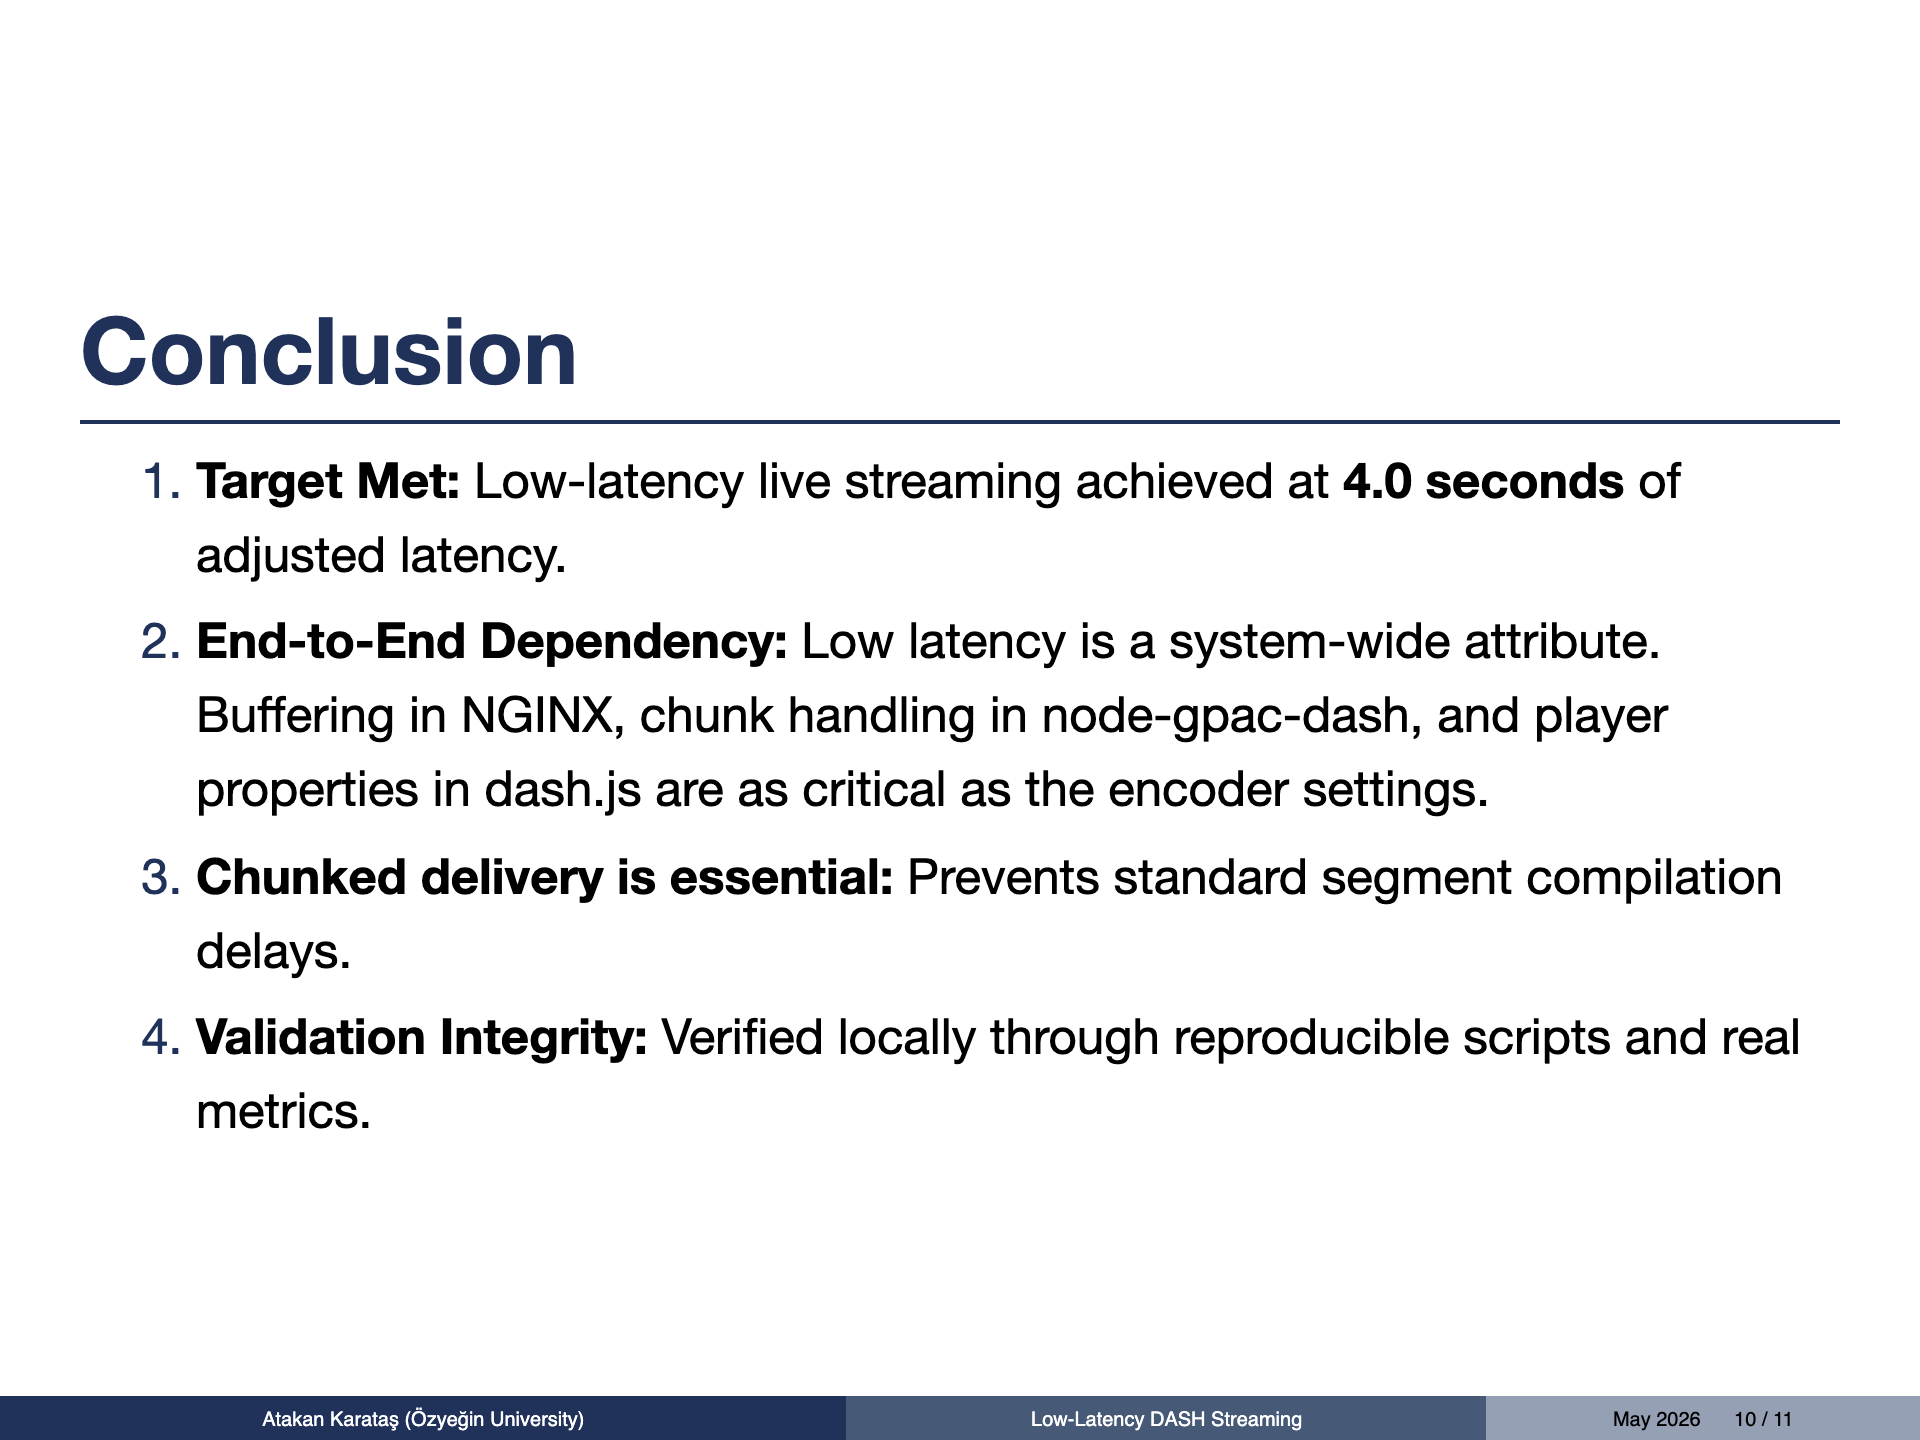 Conclusion
1. Target Met: Low-latency live streaming achieved at 4.0 seconds of
adjusted latency.
2. End-to-End Dependency: Low latency is a system-wide attribute.
Buffering in NGINX, chunk handling in node-gpac-dash, and player
properties in dash.js are as critical as the encoder settings.
3. Chunked delivery is essential: Prevents standard segment compilation
delays.
4. Validation Integrity: Verified locally through reproducible scripts and real
metrics.
Atakan Karataş (Özyeğin University) Low-Latency DASH Streaming May 2026 10 / 11